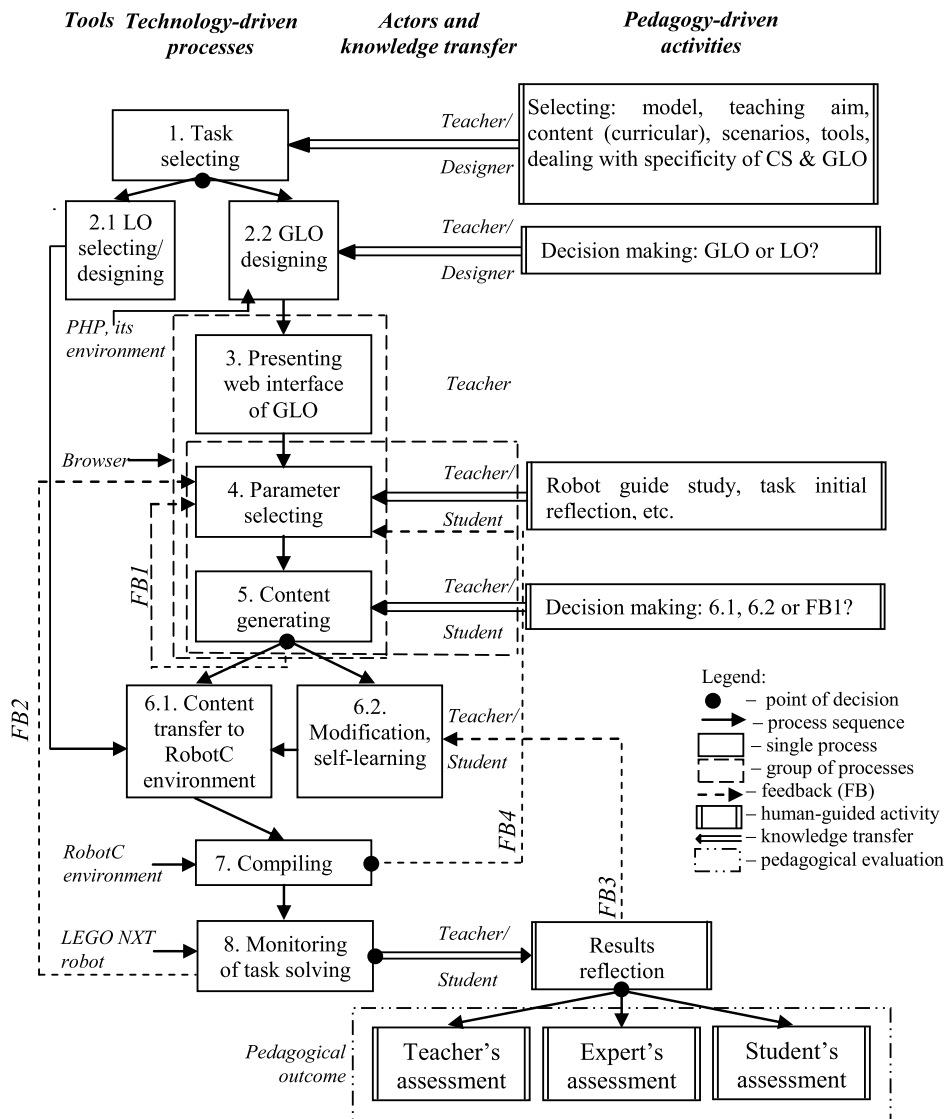 Tools
Technology-driven
processes
Actors and
knowledge transfer
Pedagogy-driven
activities
1. Task
selecting
Teacher/
Designer
Selecting: model, teaching aim,
content (curricular), scenarios, tools,
dealing with specificity of CS & GLO
2.1 LO
selecting/
designing
2.2 GLO
designing
Teacher/
Designer
Decision making: GLO or LO?
PHP, its
environment
3. Presenting
web interface
of GLO
Teacher
Browser
4. Parameter
selecting
Teacher/
Student
Robot guide study, task initial
reflection, etc.
FB1
5. Content
generating
Teacher/
Student
Decision making: 6.1, 6.2 or FB1?
FB2
6.1. Content
transfer to
RobotC
environment
6.2.
Modification,
self-learning
Teacher/
Student
Legend:
– point of decision
– process sequence
– single process
– group of processes
– feedback (FB)
– human-guided activity
– knowledge transfer
– pedagogical evaluation
FB4
RobotC
environment
7. Compiling
FB3
LEGO NXT
robot
8. Monitoring
of task solving
Teacher/
Student
Results
reflection
Pedagogical
outcome
Teacher’s
assessment
Expert’s
assessment
Student’s
assessment